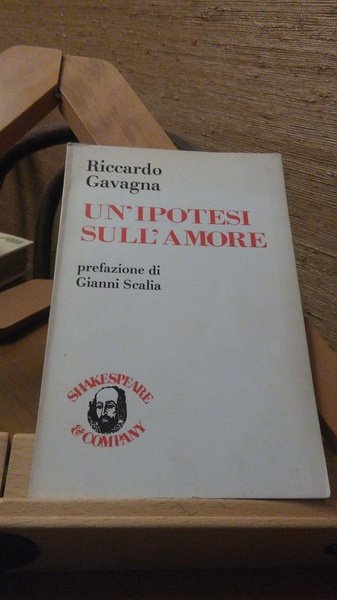 Riccardo
Gavagna
UN'IPOTESI
SULL'AMORE
prefazione di
Gianni Scalia
SHAKESPEARE
& COMPANY